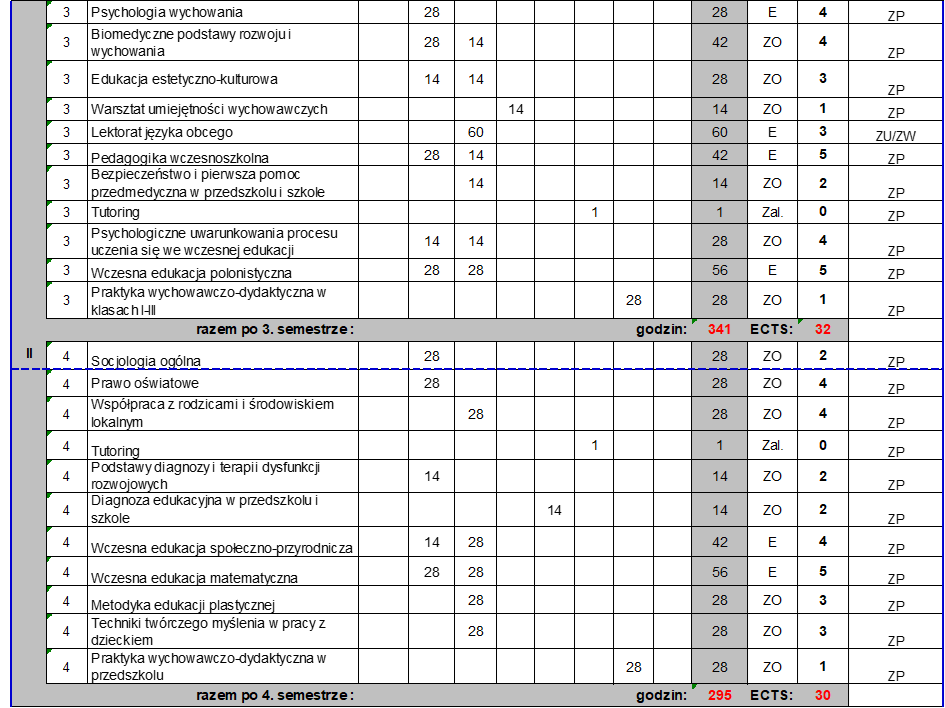 3 Psychologia wychowania 28 28 E 4 ZP
3 Biomedyczne podstawy rozwoju i
wychowania 28 14 42 ZO 4 ZP
3 Edukacja estetyczno-kulturowa 14 14 28 ZO 3 ZP
3 Warsztat umiejętności wychowawczych 14 14 ZO 1 ZP
3 Lektorat języka obcego 60 60 E 3 ZU/ZW
3 Pedagogika wczesnoszkolna 28 14 42 E 5 ZP
3 Bezpieczeństwo i pierwsza pomoc
przedmedyczna w przedszkolu i szkole 14 14 ZO 2 ZP
3 Tutoring 1 1 Zal. 0 ZP
3 Psychologiczne uwarunkowania procesu
uczenia się we wczesnej edukacji 14 14 28 ZO 4 ZP
3 Wczesna edukacja polonistyczna 28 28 56 E 5 ZP
3 Praktyka wychowawczo-dydaktyczna w
klasach I-III 28 28 ZO 1 ZP
razem po 3. semestrze: godzin: 341 ECTS: 32
II
4 Socjologia ogólna 28 28 ZO 2 ZP
4 Prawo oświatowe 28 28 ZO 4 ZP
4 Współpraca z rodzicami i środowiskiem
lokalnym 28 28 ZO 4 ZP
4 Tutoring 1 1 Zal. 0 ZP
4 Podstawy diagnozy i terapii dysfunkcji
rozwojowych 14 14 ZO 2 ZP
4 Diagnoza edukacyjna w przedszkolu i
szkole 14 14 ZO 2 ZP
4 Wczesna edukacja społeczno-przyrodnicza 14 28 42 E 4 ZP
4 Wczesna edukacja matematyczna 28 28 56 E 5 ZP
4 Metodyka edukacji plastycznej 28 28 ZO 3 ZP
4 Techniki twórczego myślenia w pracy z
dzieckiem 28 28 ZO 3 ZP
4 Praktyka wychowawczo-dydaktyczna w
przedszkolu 28 28 ZO 1 ZP
razem po 4. semestrze: godzin: 295 ECTS: 30